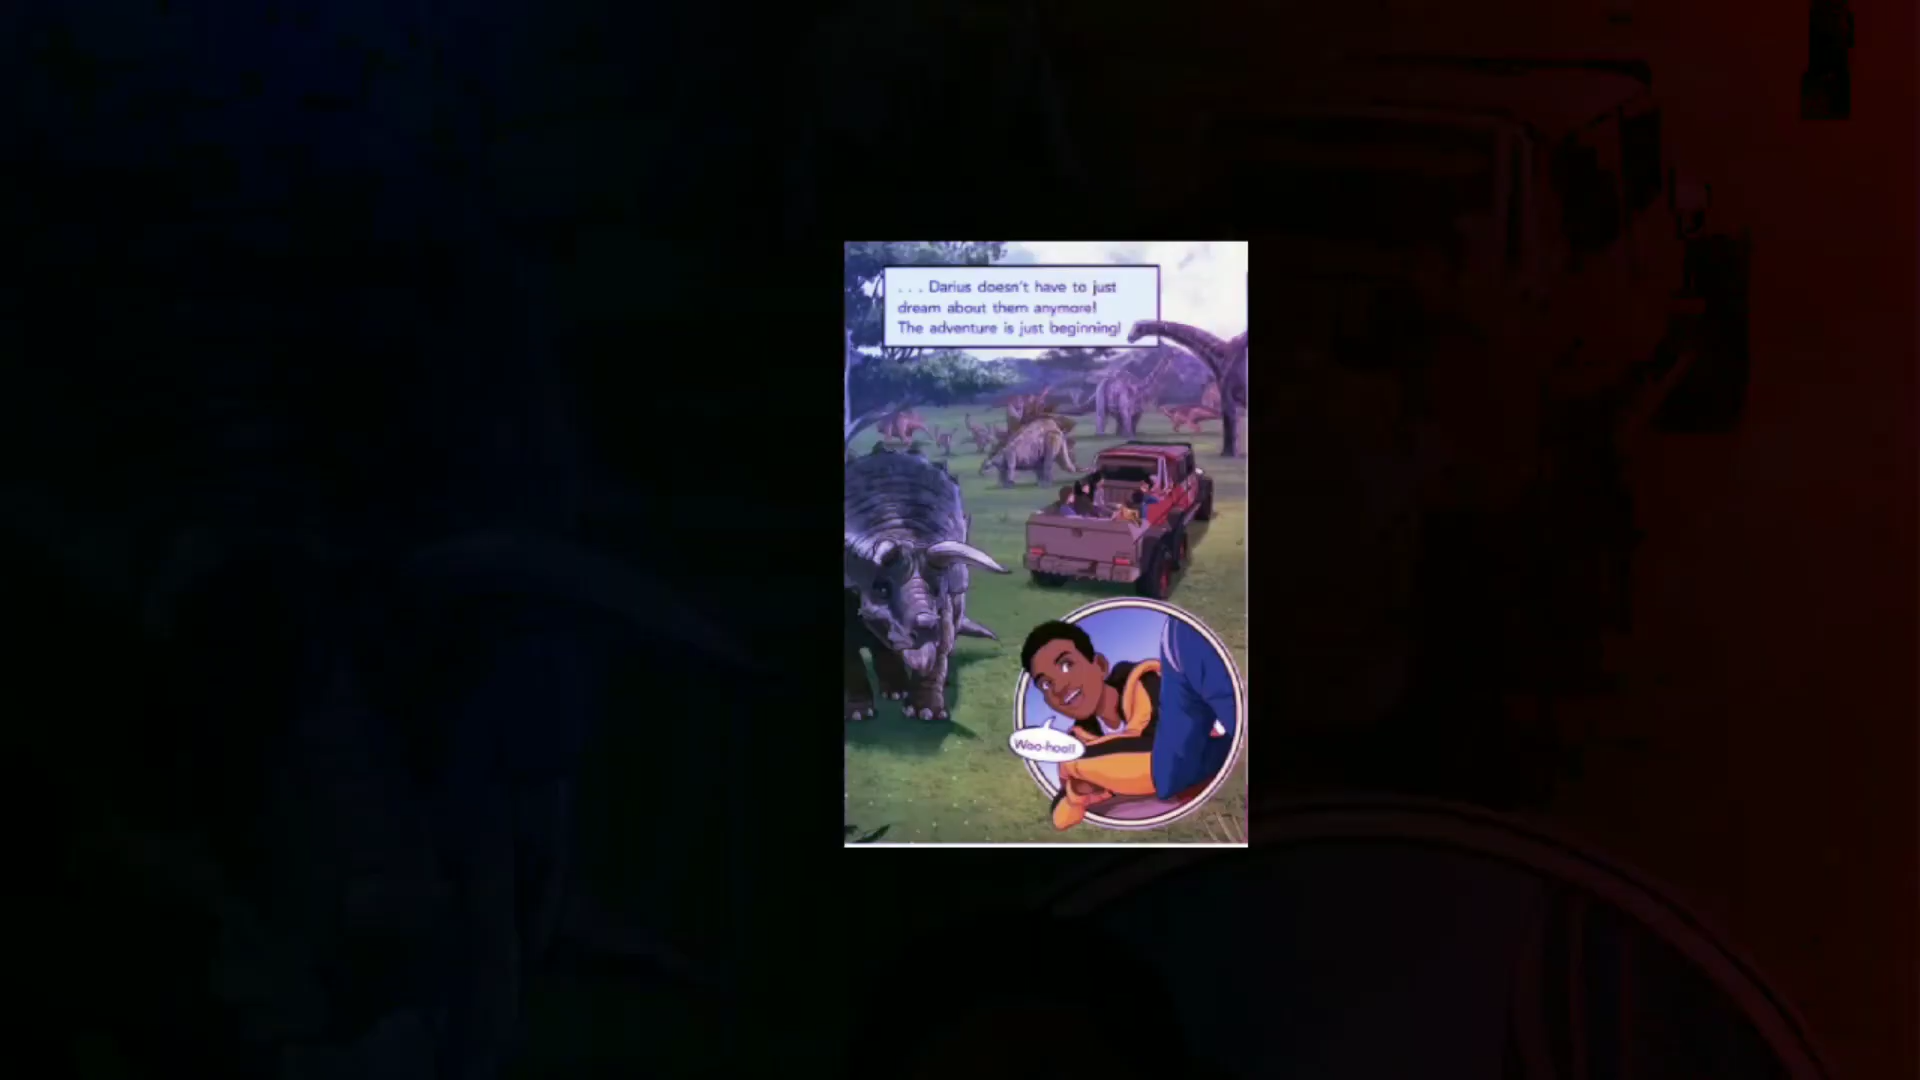 ... Darius doesn't have to just
dream about them anymore!
The adventure is just beginning!
Woo-hoo!!